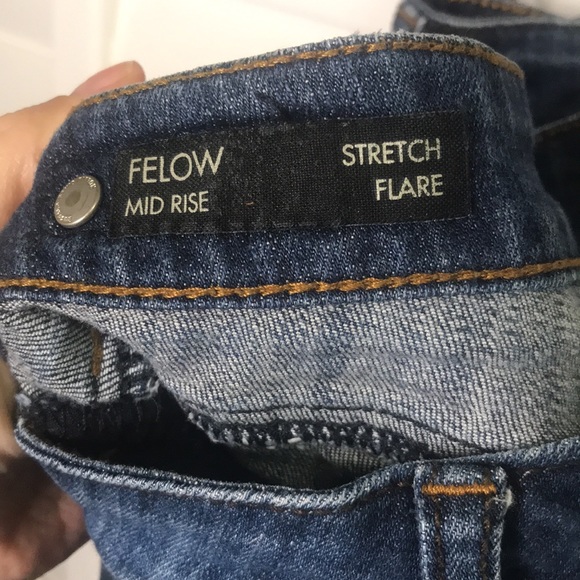 FELOW
MID RISE
STRETCH
FLARE